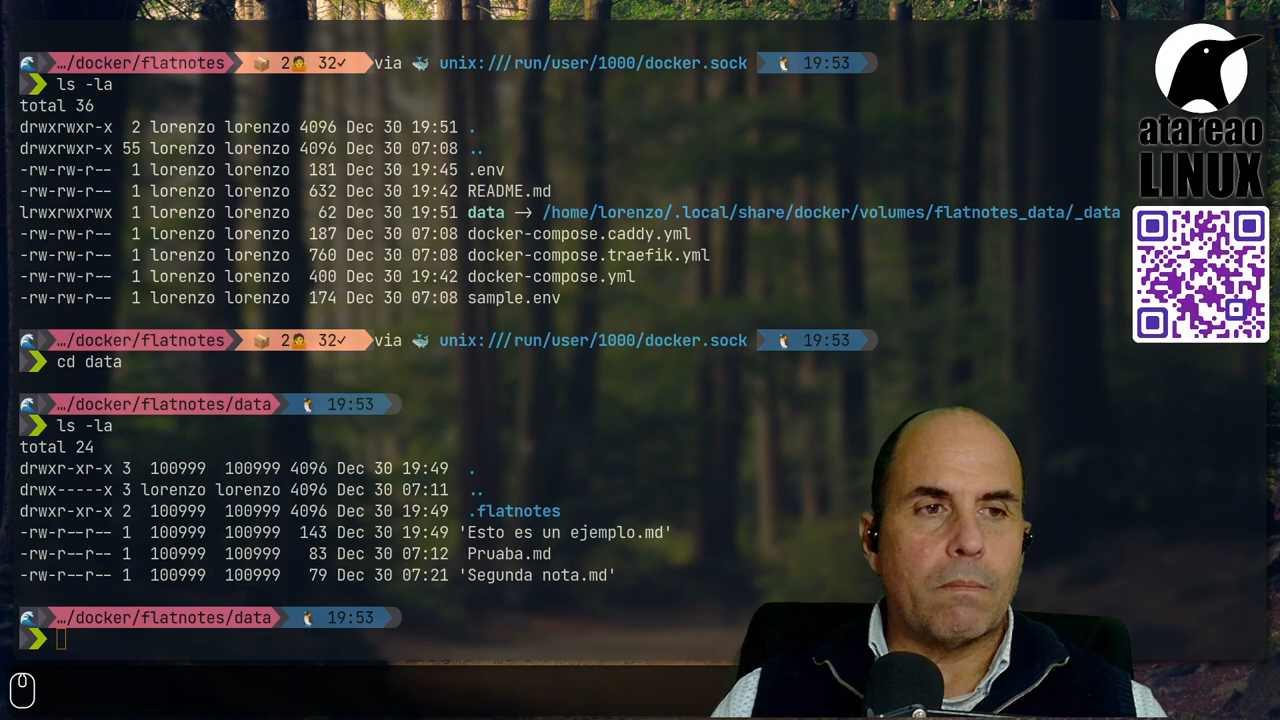 …/docker/flatnotes 2 32✓ via unix:///run/user/1000/docker.sock 19:53
ls -la
total 36
drwxrwxr-x  2 lorenzo lorenzo 4096 Dec 30 19:51 .
drwxrwxr-x 55 lorenzo lorenzo 4096 Dec 30 07:08 ..
-rw-rw-r--  1 lorenzo lorenzo  181 Dec 30 19:45 .env
-rw-rw-r--  1 lorenzo lorenzo  632 Dec 30 19:42 README.md
lrwxrwxrwx  1 lorenzo lorenzo   62 Dec 30 19:51 data -> /home/lorenzo/.local/share/docker/volumes/flatnotes_data/_data
-rw-rw-r--  1 lorenzo lorenzo  187 Dec 30 07:08 docker-compose.caddy.yml
-rw-rw-r--  1 lorenzo lorenzo  760 Dec 30 07:08 docker-compose.traefik.yml
-rw-rw-r--  1 lorenzo lorenzo  400 Dec 30 19:42 docker-compose.yml
-rw-rw-r--  1 lorenzo lorenzo  174 Dec 30 07:08 sample.env
…/docker/flatnotes 2 32✓ via unix:///run/user/1000/docker.sock 19:53
cd data
…/docker/flatnotes/data 19:53
ls -la
total 24
drwxr-xr-x 3  100999  100999 4096 Dec 30 19:49  .
drwx-----x 3 lorenzo lorenzo 4096 Dec 30 07:11  ..
drwxr-xr-x 2  100999  100999 4096 Dec 30 19:49  .flatnotes
-rw-r--r-- 1  100999  100999  143 Dec 30 19:49 'Esto es un ejemplo.md'
-rw-r--r-- 1  100999  100999   83 Dec 30 07:12  Pruaba.md
-rw-r--r-- 1  100999  100999   79 Dec 30 07:21 'Segunda nota.md'
…/docker/flatnotes/data 19:53
atareao
LINUX